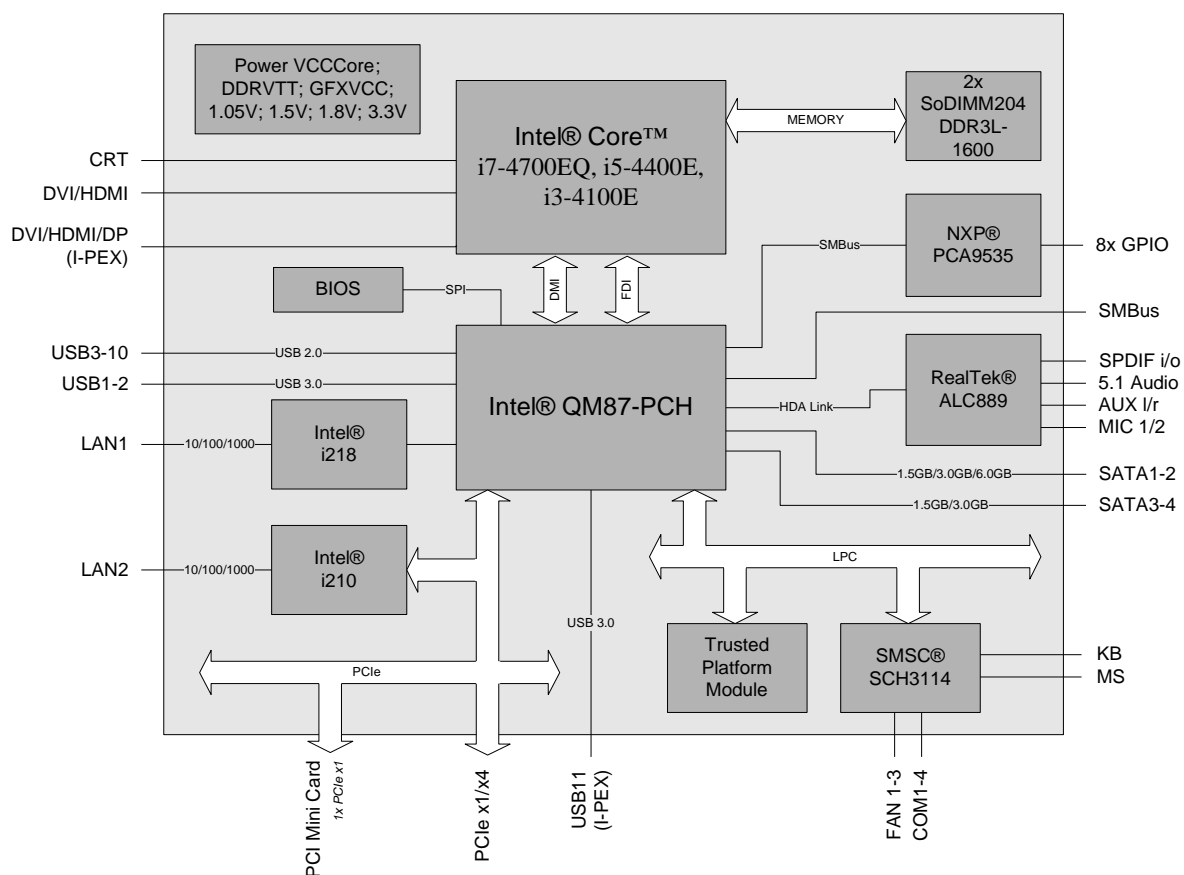 Power VCCCore;
DDRVTT; GFXVCC;
1.05V; 1.5V; 1.8V; 3.3V
Intel® Core™
i7-4700EQ, i5-4400E,
i3-4100E
MEMORY
2x
SoDIMM204
DDR3L-
1600
CRT
DVI/HDMI
DVI/HDMI/DP
(I-PEX)
SMBus
NXP®
PCA9535
8x GPIO
BIOS
SPI
DMI
FDI
SMBus
USB3-10
USB 2.0
USB1-2
USB 3.0
Intel® QM87-PCH
HDA Link
RealTek®
ALC889
SPDIF i/o
5.1 Audio
AUX l/r
MIC 1/2
LAN1
10/100/1000
Intel®
i218
1.5GB/3.0GB/6.0GB
SATA1-2
1.5GB/3.0GB
SATA3-4
LAN2
10/100/1000
Intel®
i210
LPC
USB 3.0
Trusted
Platform
Module
SMSC®
SCH3114
KB
MS
PCIe
PCI Mini Card
1x PCIe x1
PCIe x1/x4
USB11
(I-PEX)
FAN 1-3
COM1-4